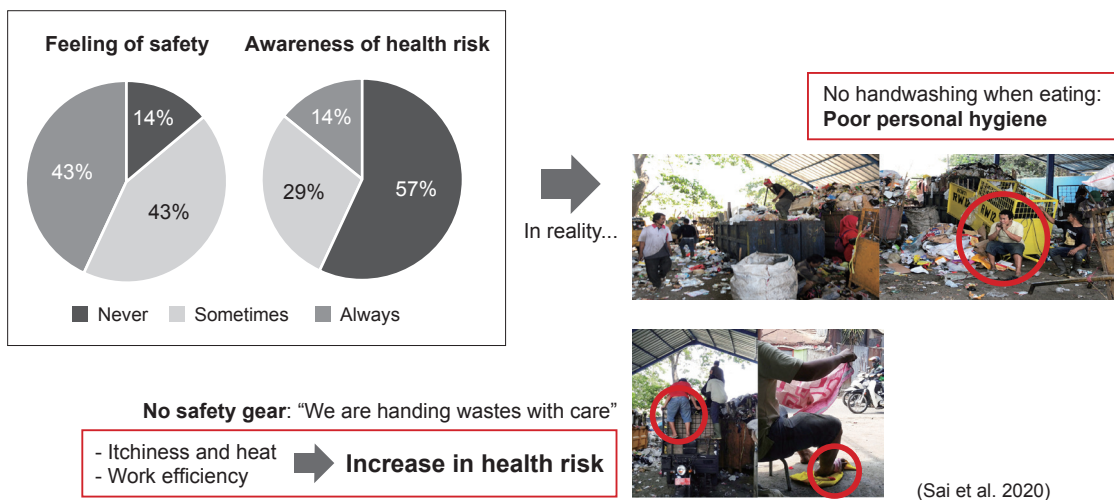 Feeling of safety
Awareness of health risk
14%
43%
43%
14%
29%
57%
Never
Sometimes
Always
In reality...
No handwashing when eating:
Poor personal hygiene
No safety gear: “We are handing wastes with care”
- Itchiness and heat
- Work efficiency
Increase in health risk
(Sai et al. 2020)